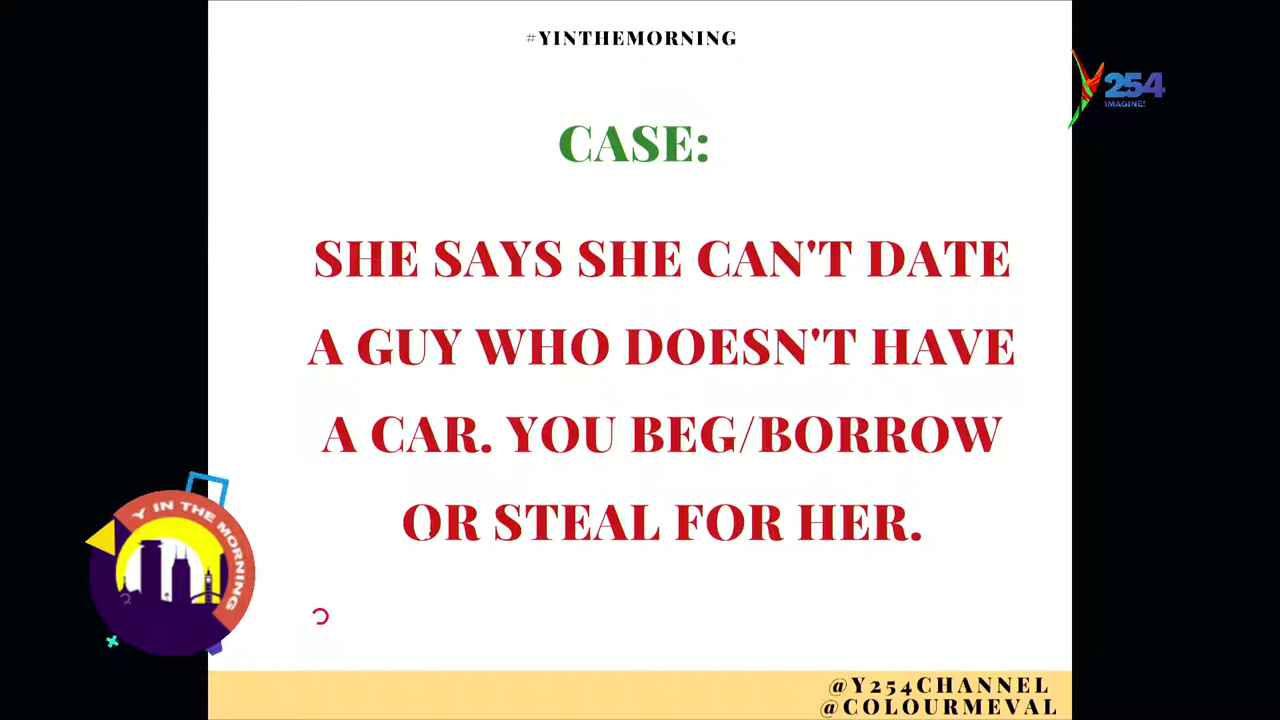 #YINTHEMORNING
254
IMAGINE!
CASE:
SHE SAYS SHE CAN'T DATE
A GUY WHO DOESN'T HAVE
A CAR. YOU BEG/BORROW
OR STEAL FOR HER.
Y IN THE MORNING
@Y254CHANNEL
@COLOURMEVAL